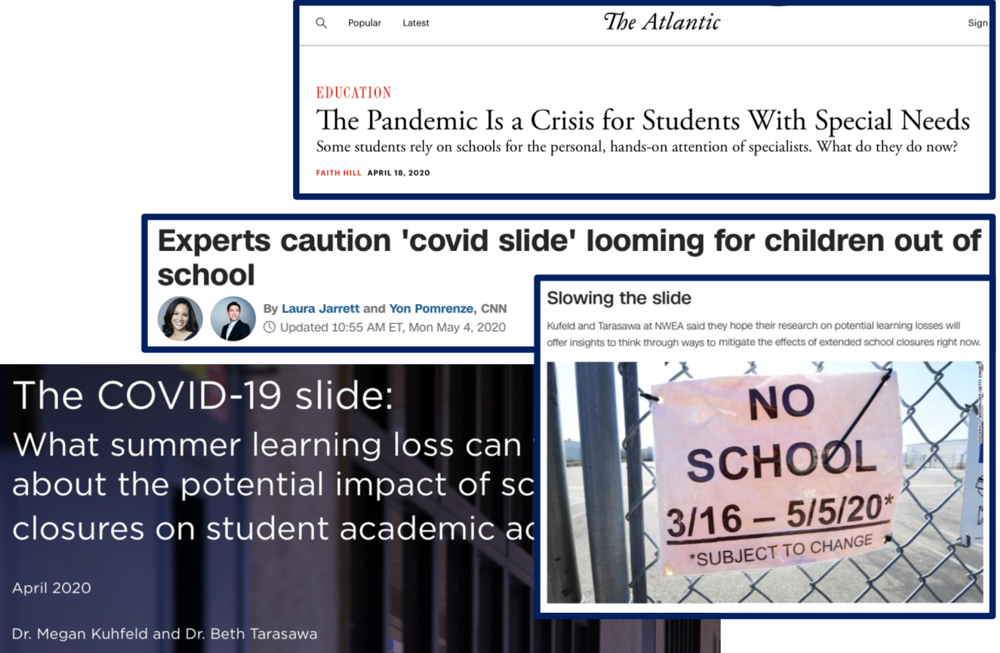 Popular Latest The Atlantic Sign
EDUCATION
The Pandemic Is a Crisis for Students With Special Needs
Some students rely on schools for the personal, hands-on attention of specialists. What do they do now?
FAITH HILL APRIL 18, 2020
Experts caution 'covid slide' looming for children out of
school
By Laura Jarrett and Yon Pomrenze, CNN
Updated 10:55 AM ET, Mon May 4, 2020
Slowing the slide
Kufeld and Tarasawa at NWEA said they hope their research on potential learning losses will
offer insights to think through ways to mitigate the effects of extended school closures right now.
NO
SCHOOL
3/16 – 5/5/20*
*SUBJECT TO CHANGE
The COVID-19 slide:
What summer learning loss can
about the potential impact of sc
closures on student academic ac
April 2020
Dr. Megan Kuhfeld and Dr. Beth Tarasawa